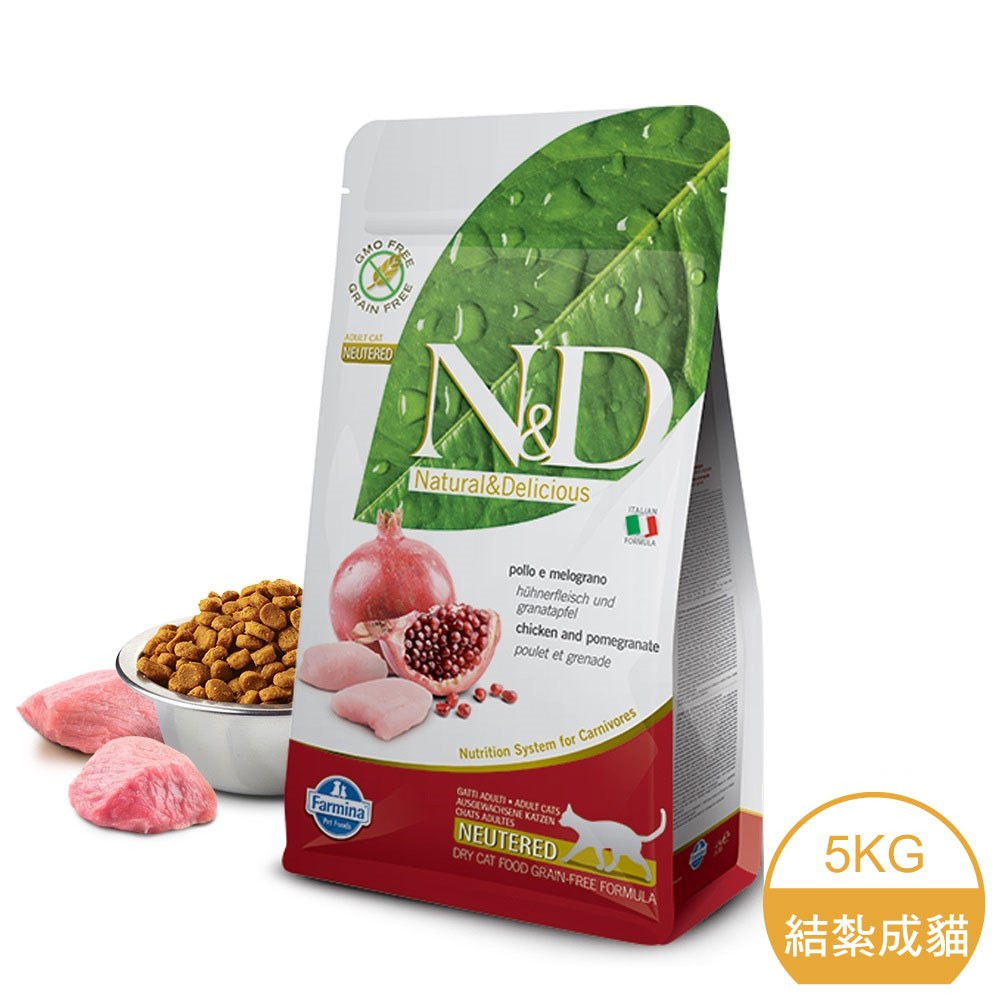 GMO FREE
GRAIN FREE
ADULT CAT
NEUTERED
N&D
Natural&Delicious
ITALIAN
FORMULA
pollo e melograno
hühnerfleisch und
granatapfel
chicken and pomegranate
poulet et grenade
Nutrition System for Carnivores
Farmina
Pet Foods
GATTI ADULTI • ADULT CATS
AUSGEWACHSENE KATZEN
CHATS ADULTES
NEUTERED
DRY CAT FOOD GRAIN-FREE FORMULA
5KG
結紮成貓